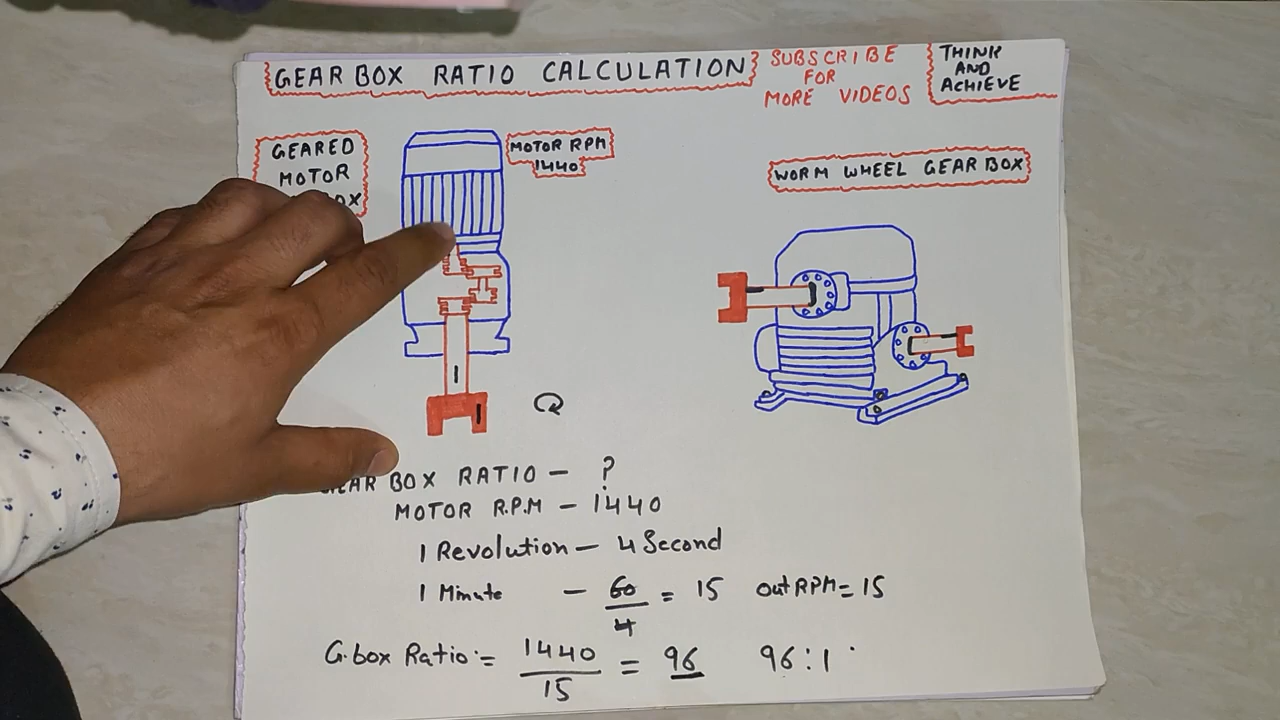 GEAR BOX RATIO CALCULATION
SUBSCRIBE
FOR
MORE VIDEOS
THINK
AND
ACHIEVE
GEARED
MOTOR
MOTOR RPM
1440
WORM WHEEL GEAR BOX
GEAR BOX RATIO – ?
MOTOR R.P.M – 1440
1 Revolution – 4 Second
1 Minute – 60/4 = 15 out RPM = 15
G.box Ratio = 1440/15 = 96 96:1